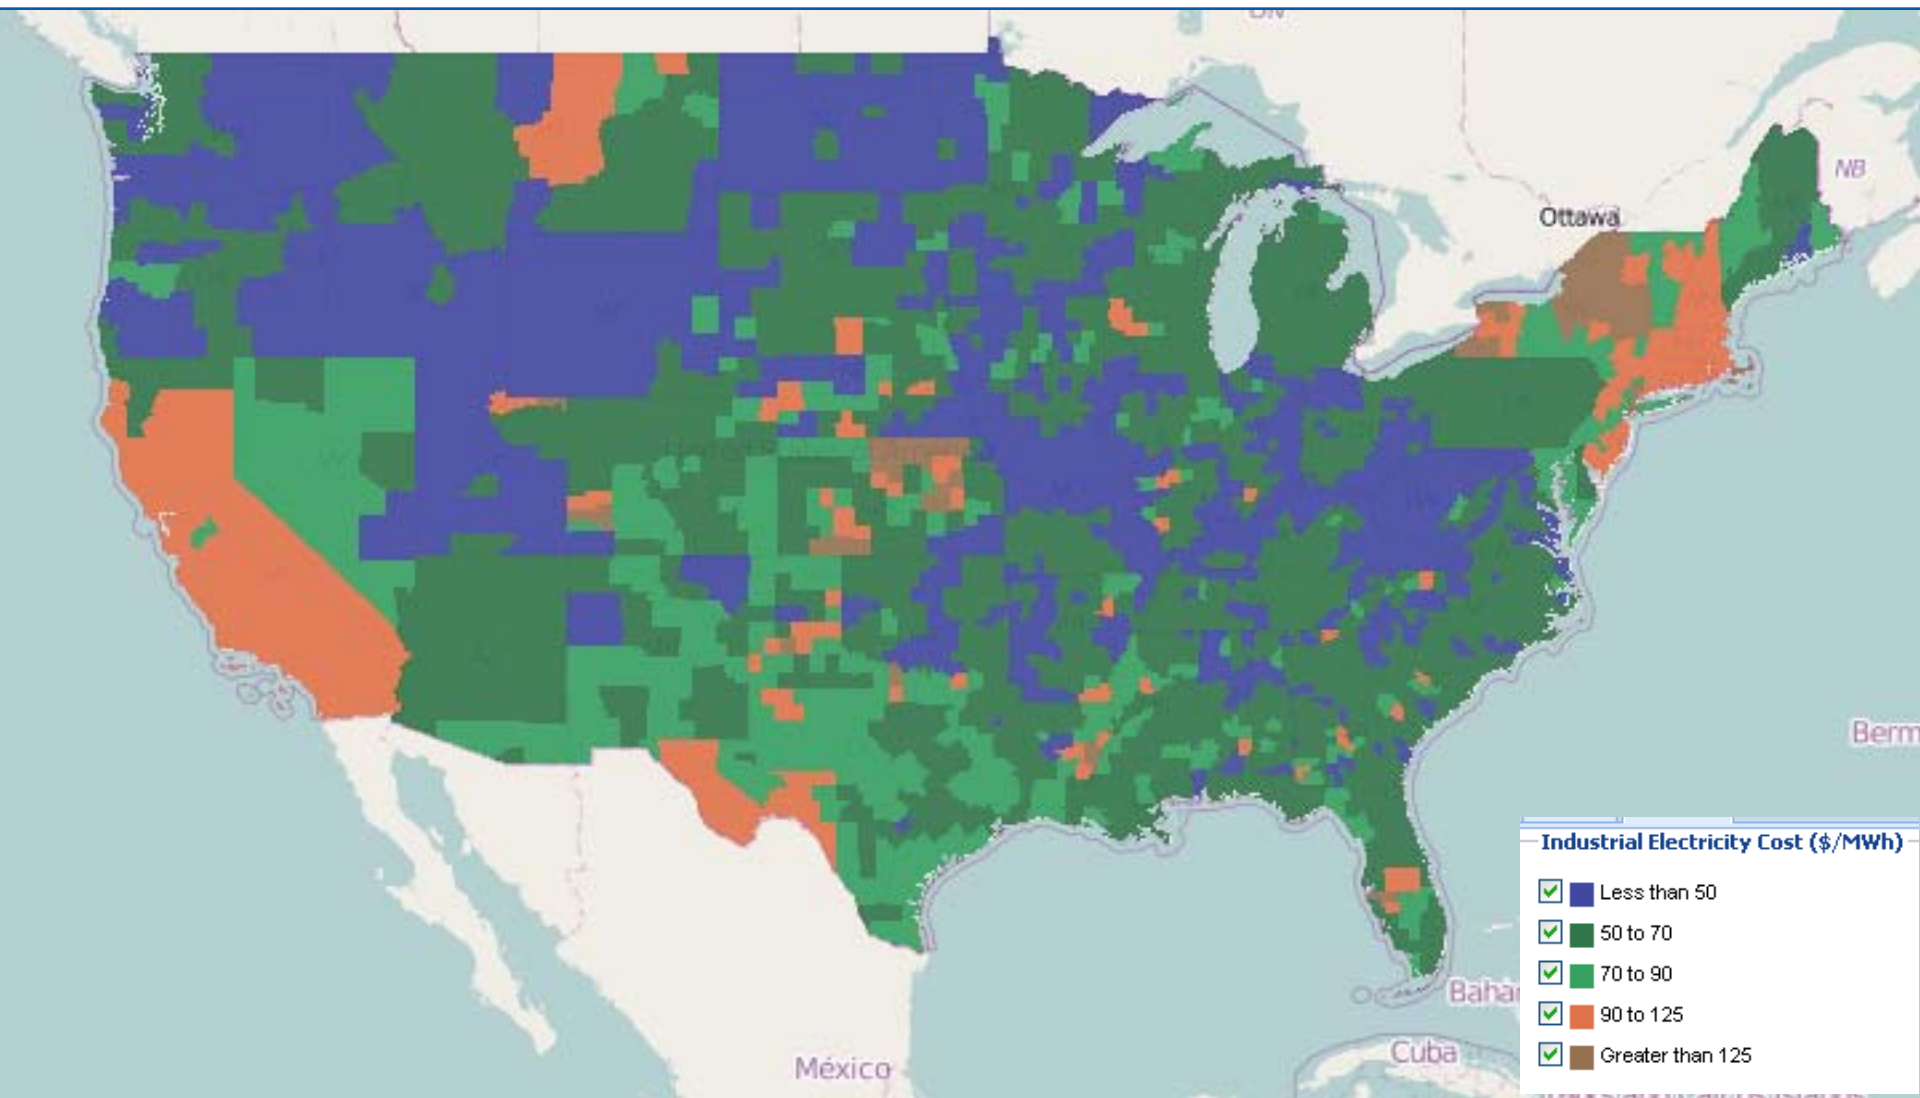 ON
NB
Ottawa
Berm
Industrial Electricity Cost ($/MWh)
Less than 50
50 to 70
70 to 90
90 to 125
Greater than 125
Bahar
Cuba
México